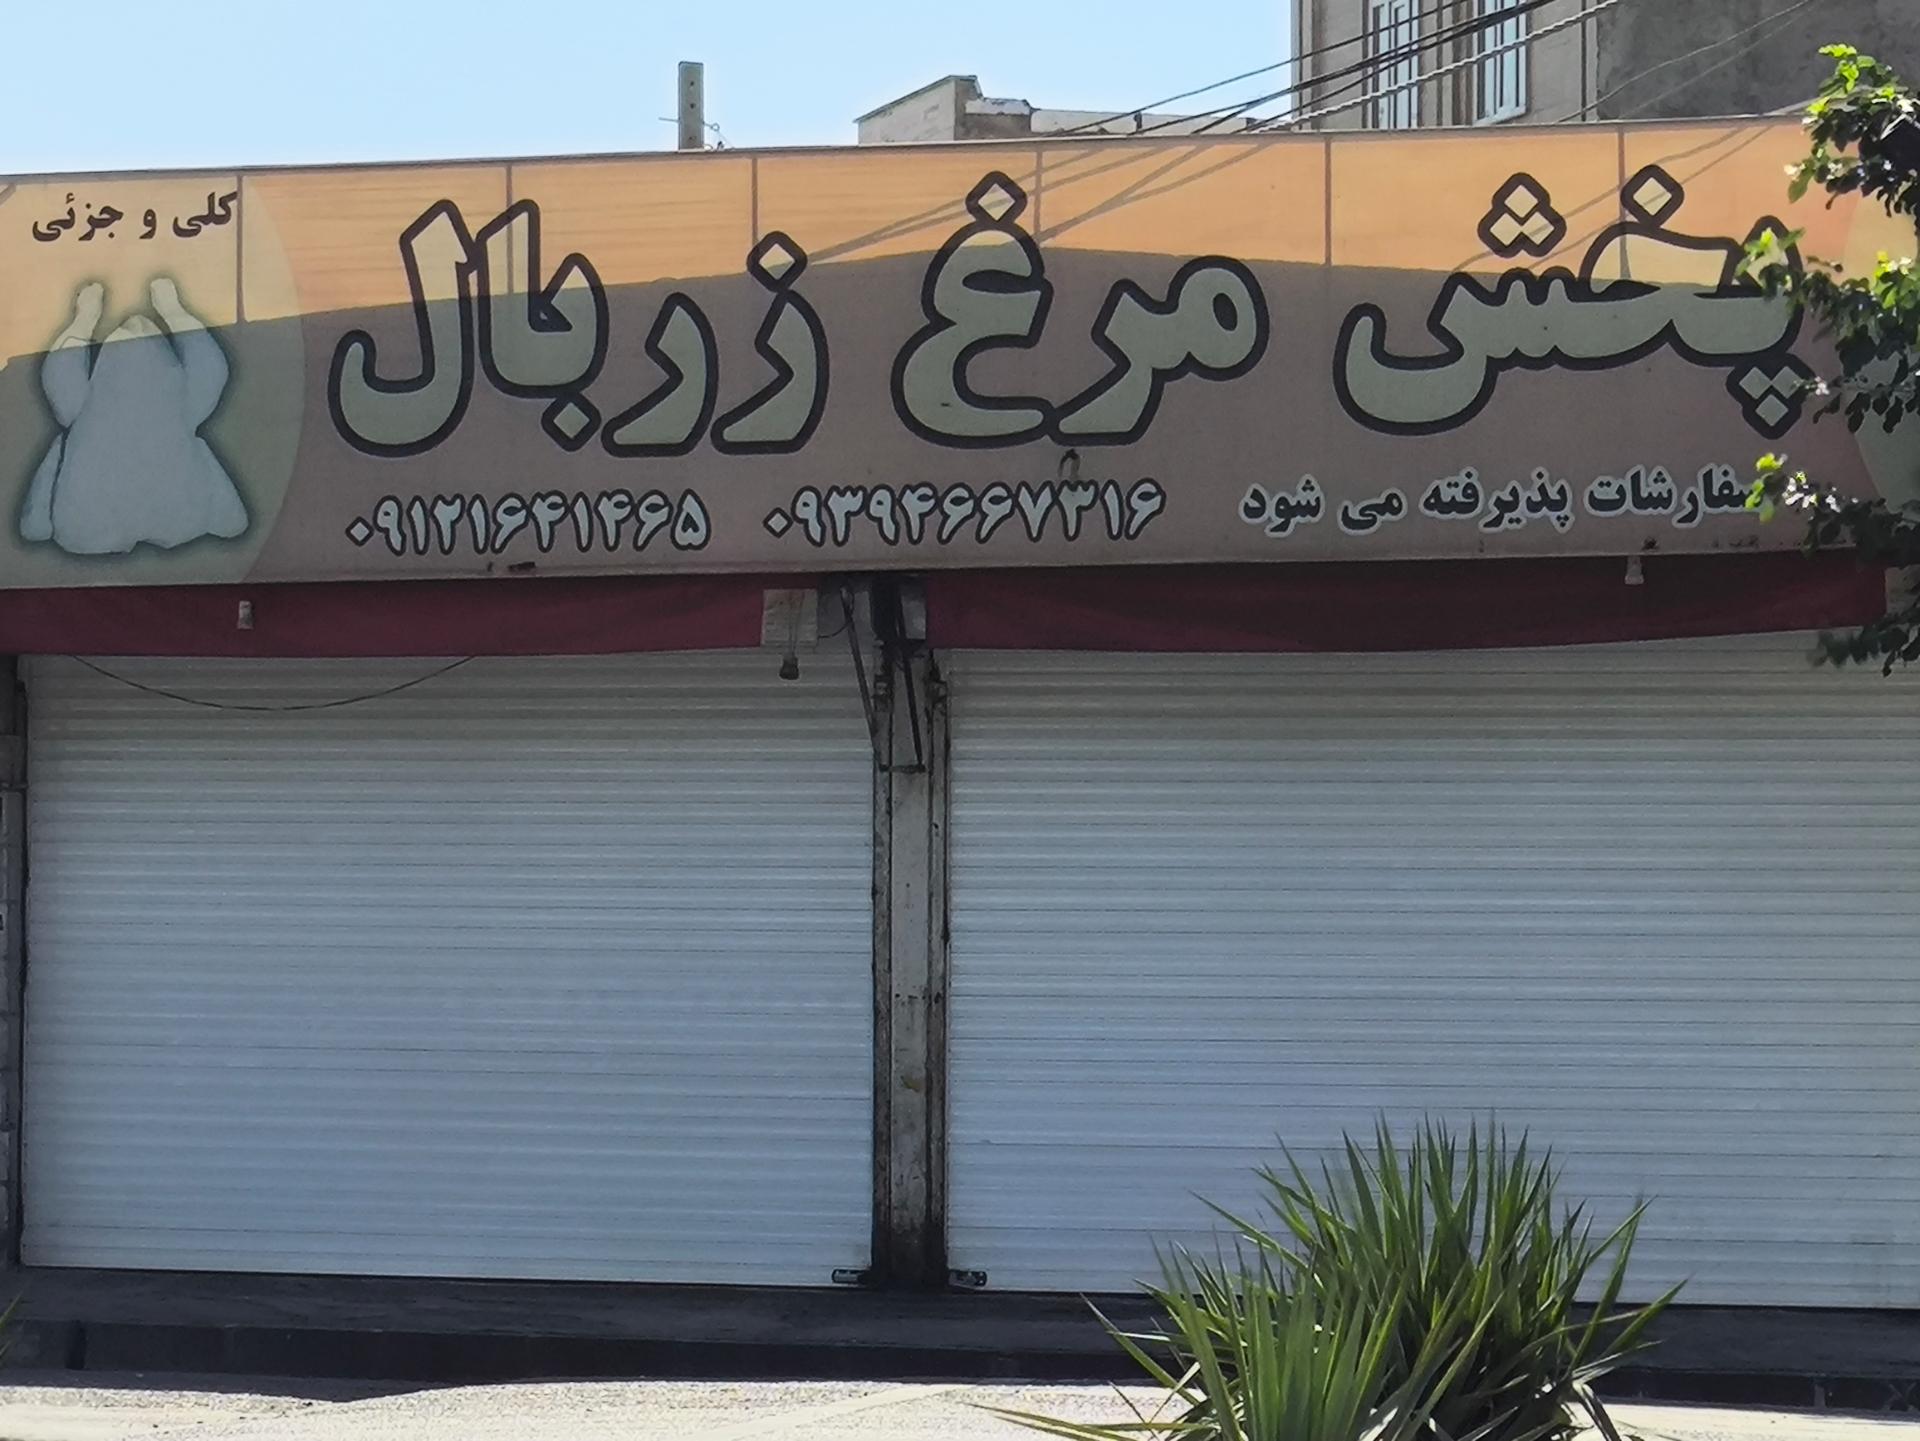 پخش مرغ زربال
کلی و جزئی
سفارشات پذیرفته می شود
۰۹۳۹۴۶۶۷۳۱۶
۰۹۱۲۱۶۴۱۴۶۵